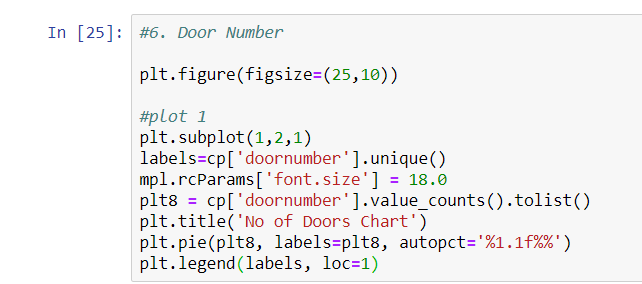 In [25]: #6. Door Number
plt.figure(figsize=(25,10))
#plot 1
plt.subplot(1,2,1)
labels=cp['doornumber'].unique()
mpl.rcParams['font.size'] = 18.0
plt8 = cp['doornumber'].value_counts().tolist()
plt.title('No of Doors Chart')
plt.pie(plt8, labels=plt8, autopct='%1.1f%%')
plt.legend(labels, loc=1)